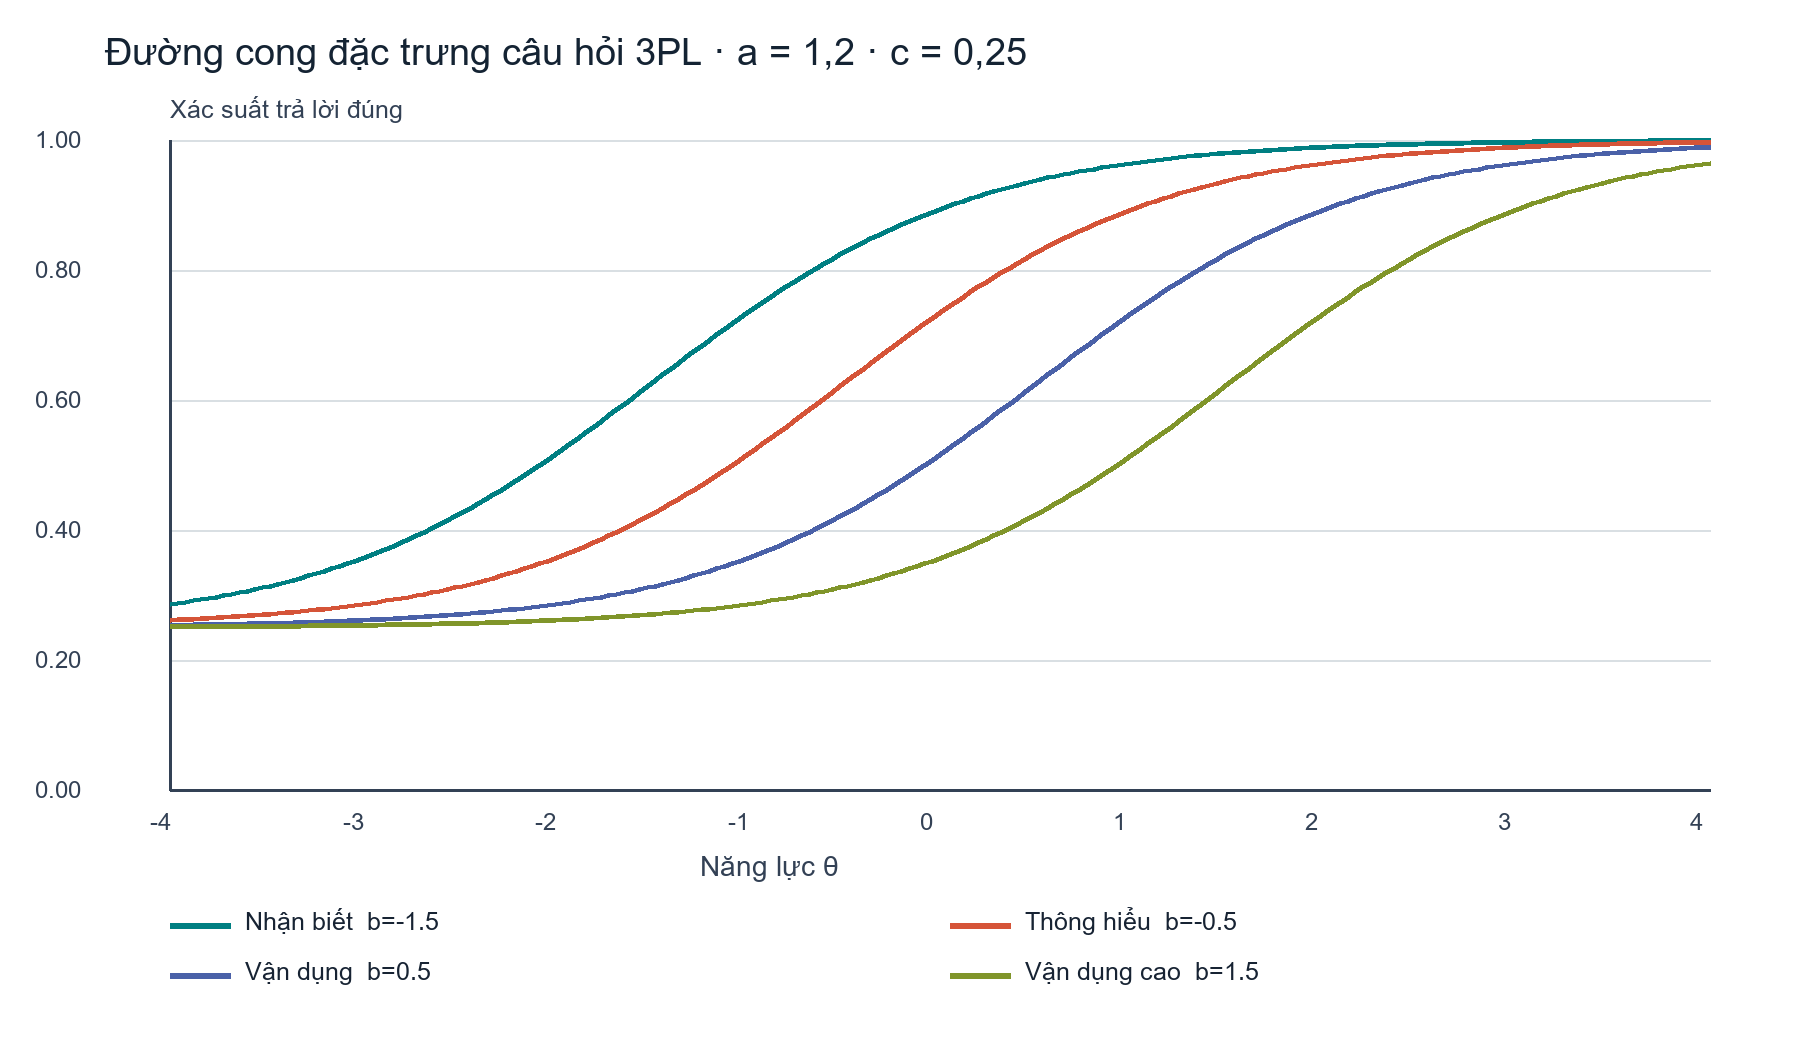 Đường cong đặc trưng câu hỏi 3PL · a = 1,2 · c = 0,25
Xác suất trả lời đúng
1.00
0.80
0.60
0.40
0.20
0.00
-4 -3 -2 -1 0 1 2 3 4
Năng lực θ
Nhận biết b=-1.5
Thông hiểu b=-0.5
Vận dụng b=0.5
Vận dụng cao b=1.5